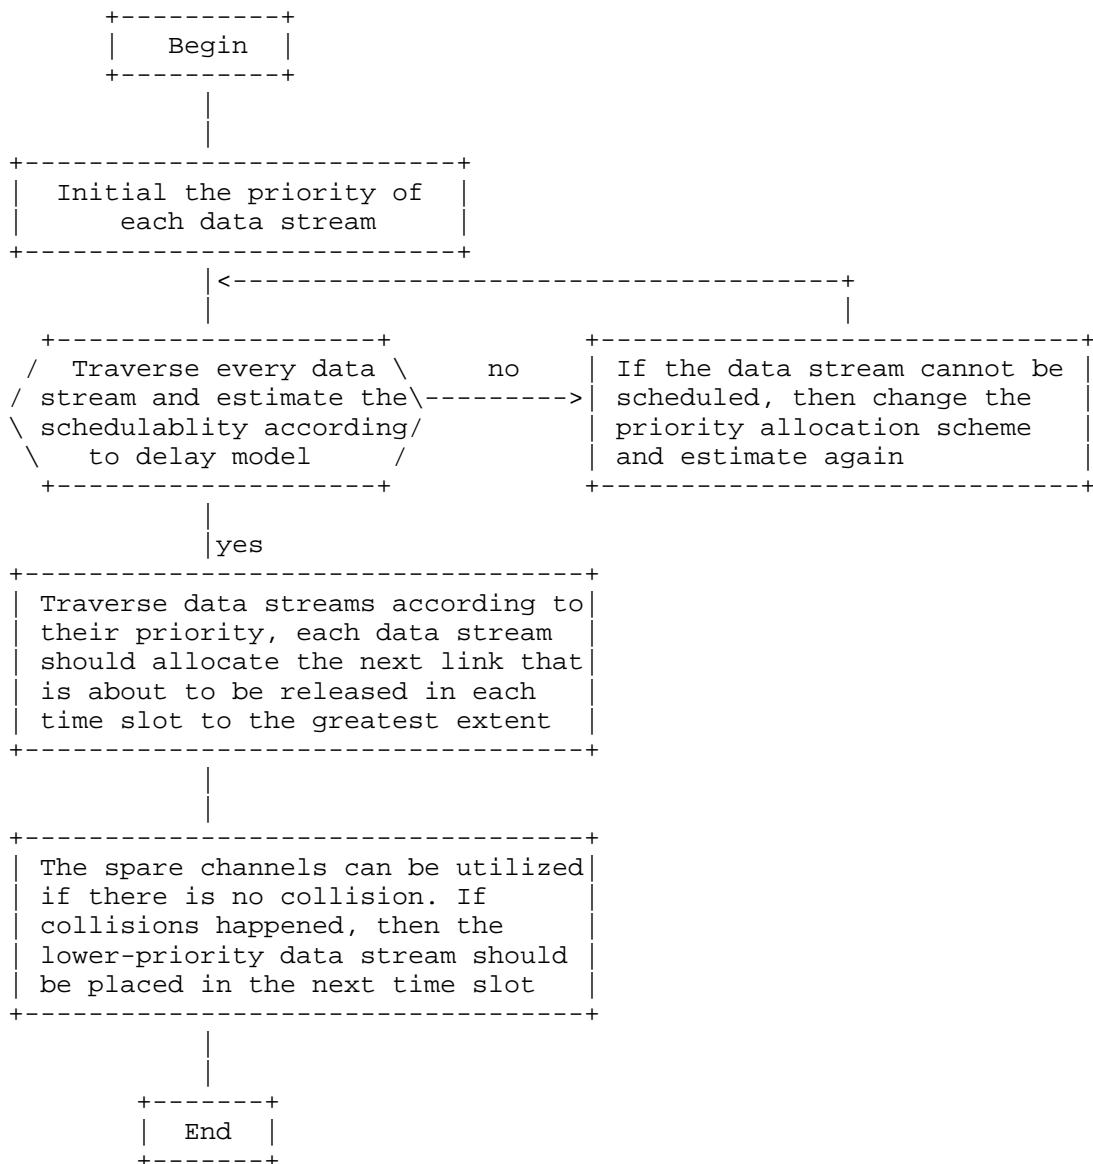 Begin
Initial the priority of
each data stream
Traverse every data
stream and estimate the
schedulablity according
to delay model
no
If the data stream cannot be
scheduled, then change the
priority allocation scheme
and estimate again
yes
Traverse data streams according to
their priority, each data stream
should allocate the next link that
is about to be released in each
time slot to the greatest extent
The spare channels can be utilized
if there is no collision. If
collisions happened, then the
lower-priority data stream should
be placed in the next time slot
End